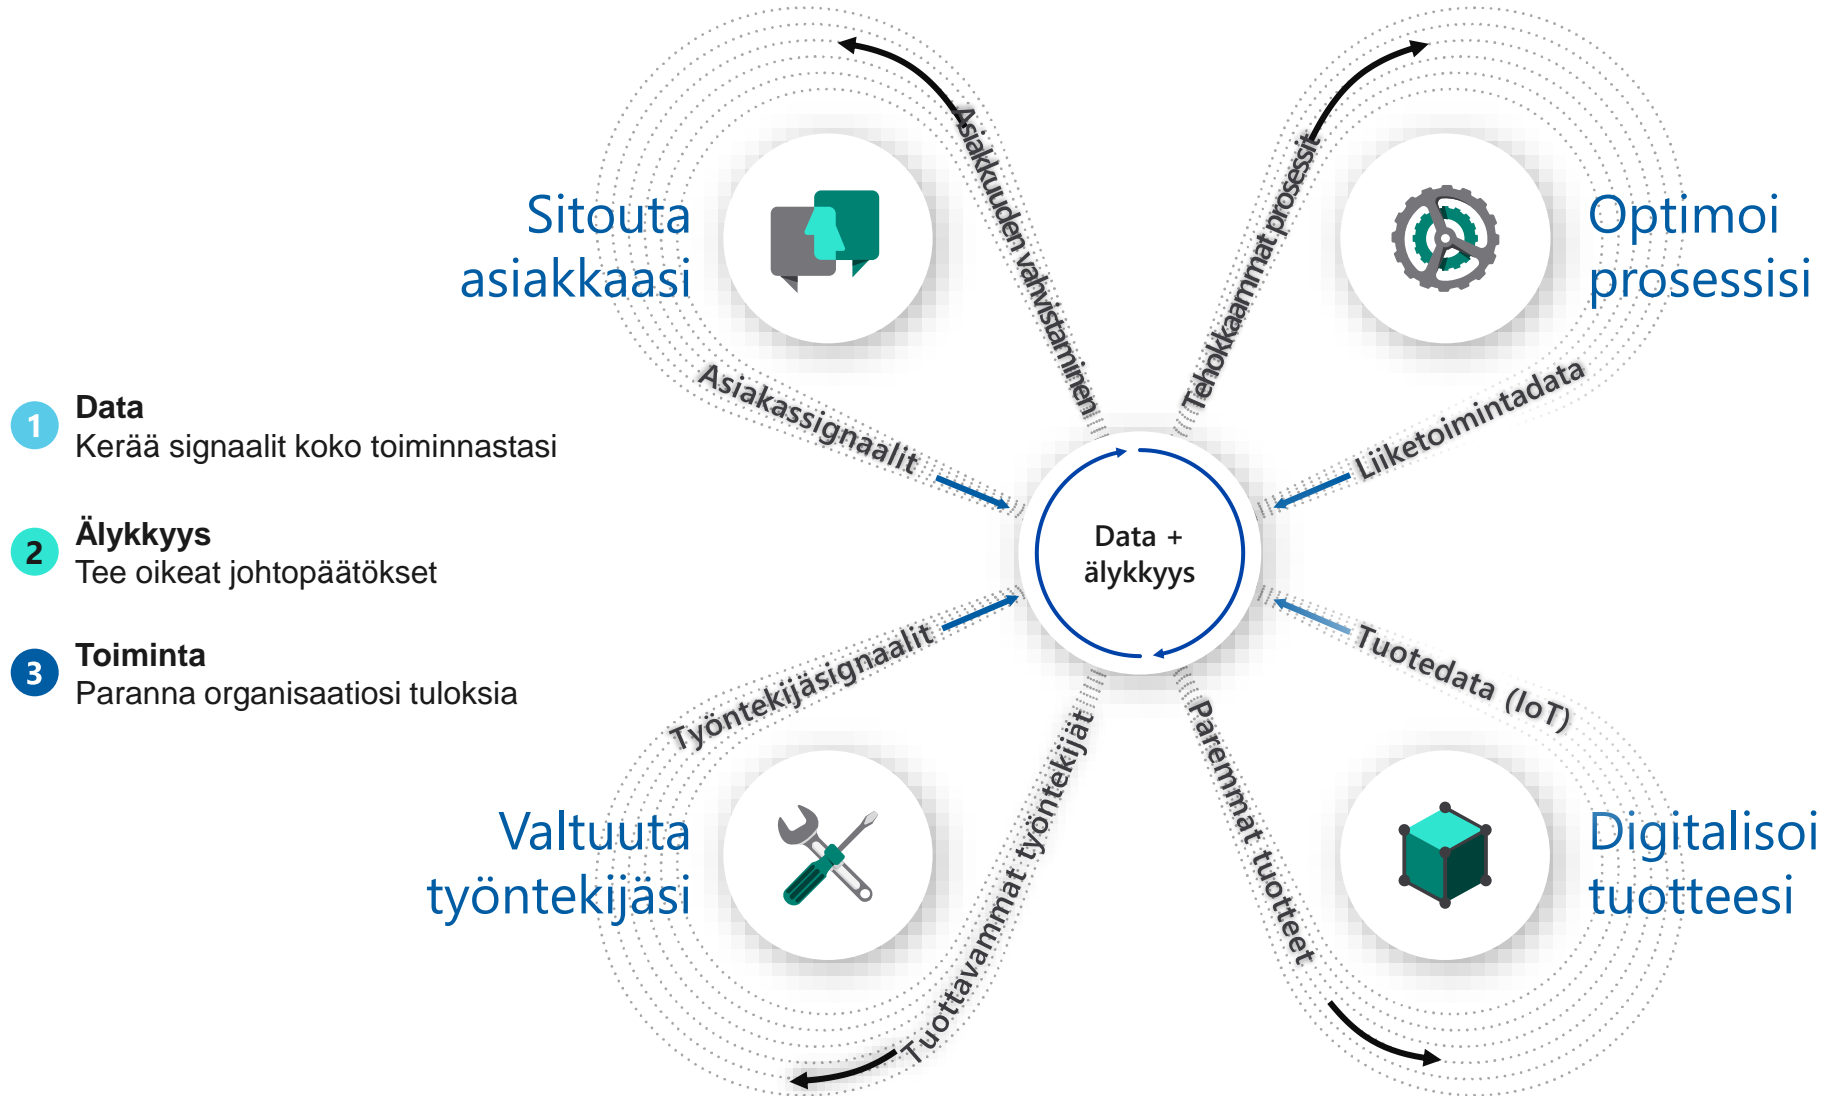 Sitouta
asiakkaasi
Asiakkuuden vahvistaminen
Tehokkaammat prosessit
Optimoi
prosessisi
Asiakassignaalit
Liiketoimintadata
1
Data
Kerää signaalit koko toiminnastasi
2
Älykkyys
Tee oikeat johtopäätökset
3
Toiminta
Paranna organisaatiosi tuloksia
Data +
älykkyys
Työntekijäsignaalit
Tuotedata (IoT)
Valtuuta
työntekijäsi
Tuottavammat työntekijät
Paremmat tuotteet
Digitalisoi
tuotteesi